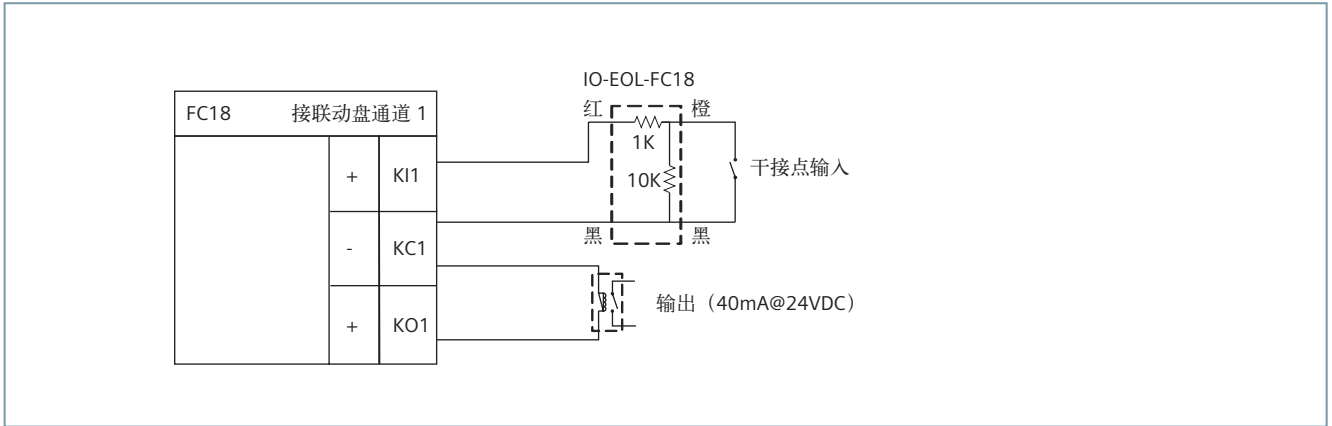 IO-EOL-FC18
FC18 接联动盘通道 1
红 橙
1K
10K
干接点输入
+ KI1
黑 黑
- KC1
输出（40mA@24VDC）
+ KO1